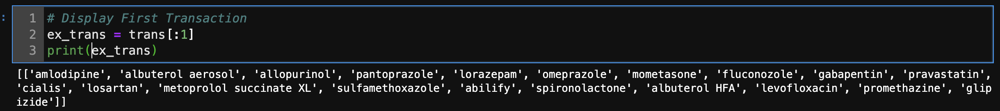 :
1 # Display First Transaction
2 ex_trans = trans[:1]
3 print(ex_trans)
[['amlodipine', 'albuterol aerosol', 'allopurinol', 'pantoprazole', 'lorazepam', 'omeprazole', 'mometasone', 'fluconozole', 'gabapentin', 'pravastatin',
'cialis', 'losartan', 'metoprolol succinate XL', 'sulfamethoxazole', 'abilify', 'spironolactone', 'albuterol HFA', 'levofloxacin', 'promethazine', 'glip
izide']]